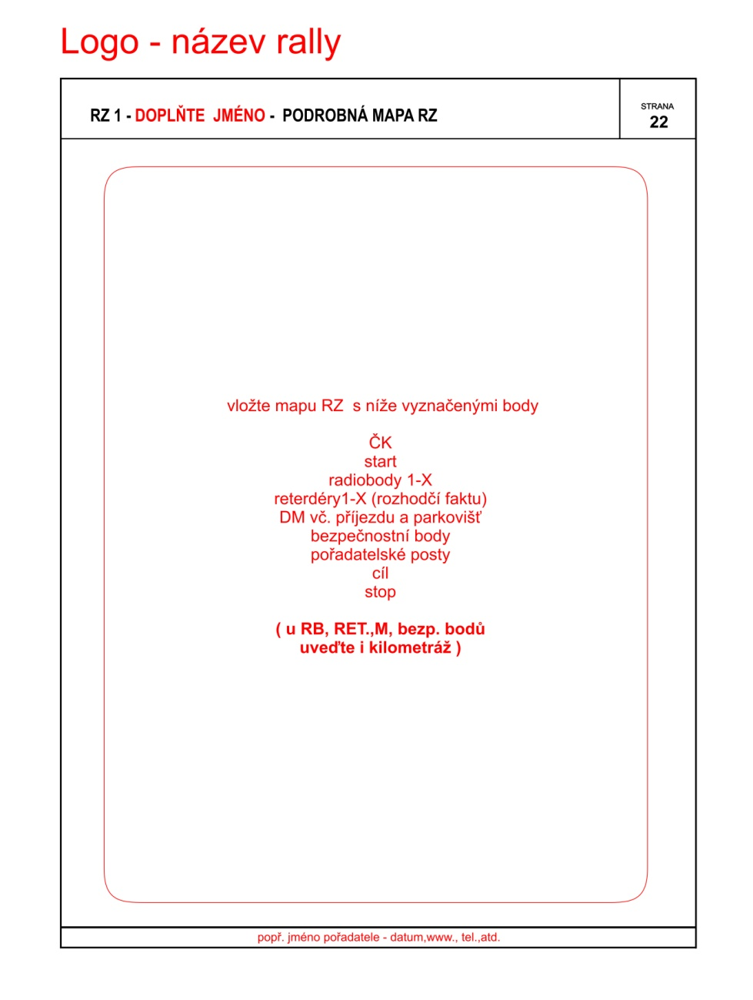 Logo - název rally
RZ 1 - DOPLŇTE JMÉNO - PODROBNÁ MAPA RZ
STRANA
22
vložte mapu RZ s níže vyznačenými body
ČK
start
radiobody 1-X
reterdéry1-X (rozhodčí faktu)
DM vč. příjezdu a parkovišť
bezpečnostní body
pořadatelské posty
cíl
stop
( u RB, RET.,M, bezp. bodů
uveďte i kilometráž )
popř. jméno pořadatele - datum,www., tel.,atd.